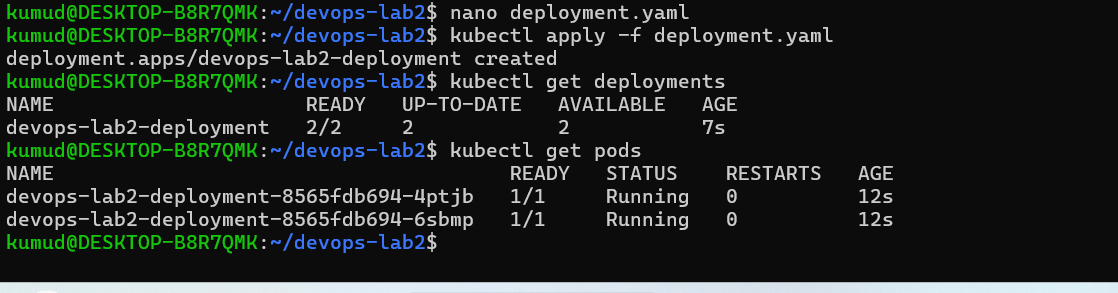 kumud@DESKTOP-B8R7QMK:~/devops-lab2$ nano deployment.yaml
kumud@DESKTOP-B8R7QMK:~/devops-lab2$ kubectl apply -f deployment.yaml
deployment.apps/devops-lab2-deployment created
kumud@DESKTOP-B8R7QMK:~/devops-lab2$ kubectl get deployments
NAME                     READY   UP-TO-DATE   AVAILABLE   AGE
devops-lab2-deployment   2/2     2            2           7s
kumud@DESKTOP-B8R7QMK:~/devops-lab2$ kubectl get pods
NAME                                      READY   STATUS    RESTARTS   AGE
devops-lab2-deployment-8565fdb694-4ptjb   1/1     Running   0          12s
devops-lab2-deployment-8565fdb694-6sbmp   1/1     Running   0          12s
kumud@DESKTOP-B8R7QMK:~/devops-lab2$